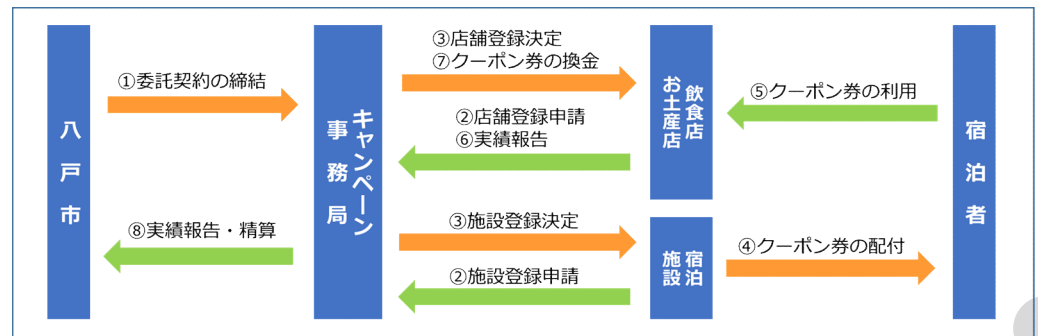 八戸市
①委託契約の締結
⑧実績報告・精算
キャンペーン
事務局
③店舗登録決定
⑦クーポン券の換金
②店舗登録申請
⑥実績報告
③施設登録決定
②施設登録申請
飲食店
お土産店
宿泊
施設
⑤クーポン券の利用
④クーポン券の配付
宿泊者